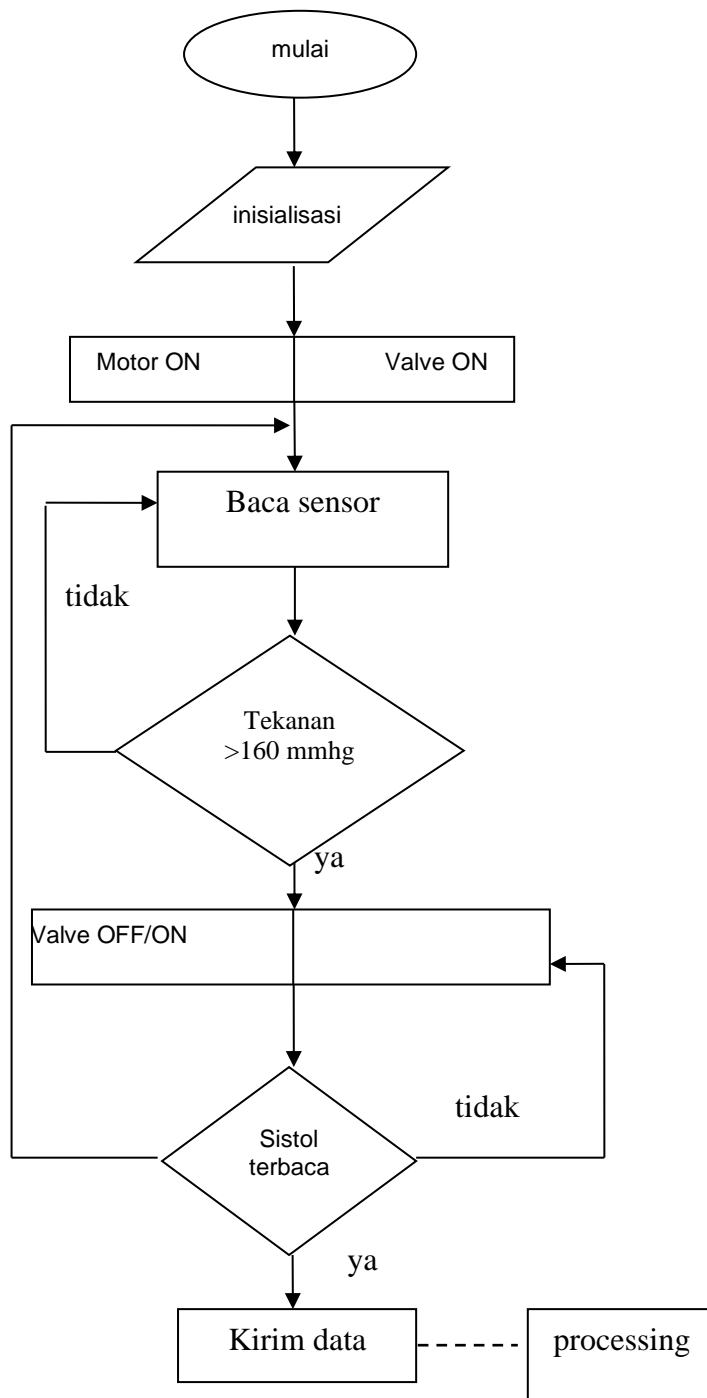 mulai
inisialisasi
Motor ON
Valve ON
Baca sensor
tidak
Tekanan
>160 mmhg
ya
Valve OFF/ON
tidak
Sistol
terbaca
ya
Kirim data
processing